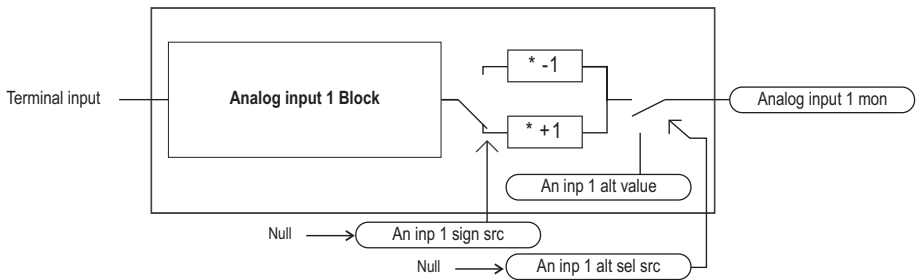 * -1
Terminal input
Analog input 1 Block
Analog input 1 mon
* +1
An inp 1 alt value
Null
An inp 1 sign src
Null
An inp 1 alt sel src